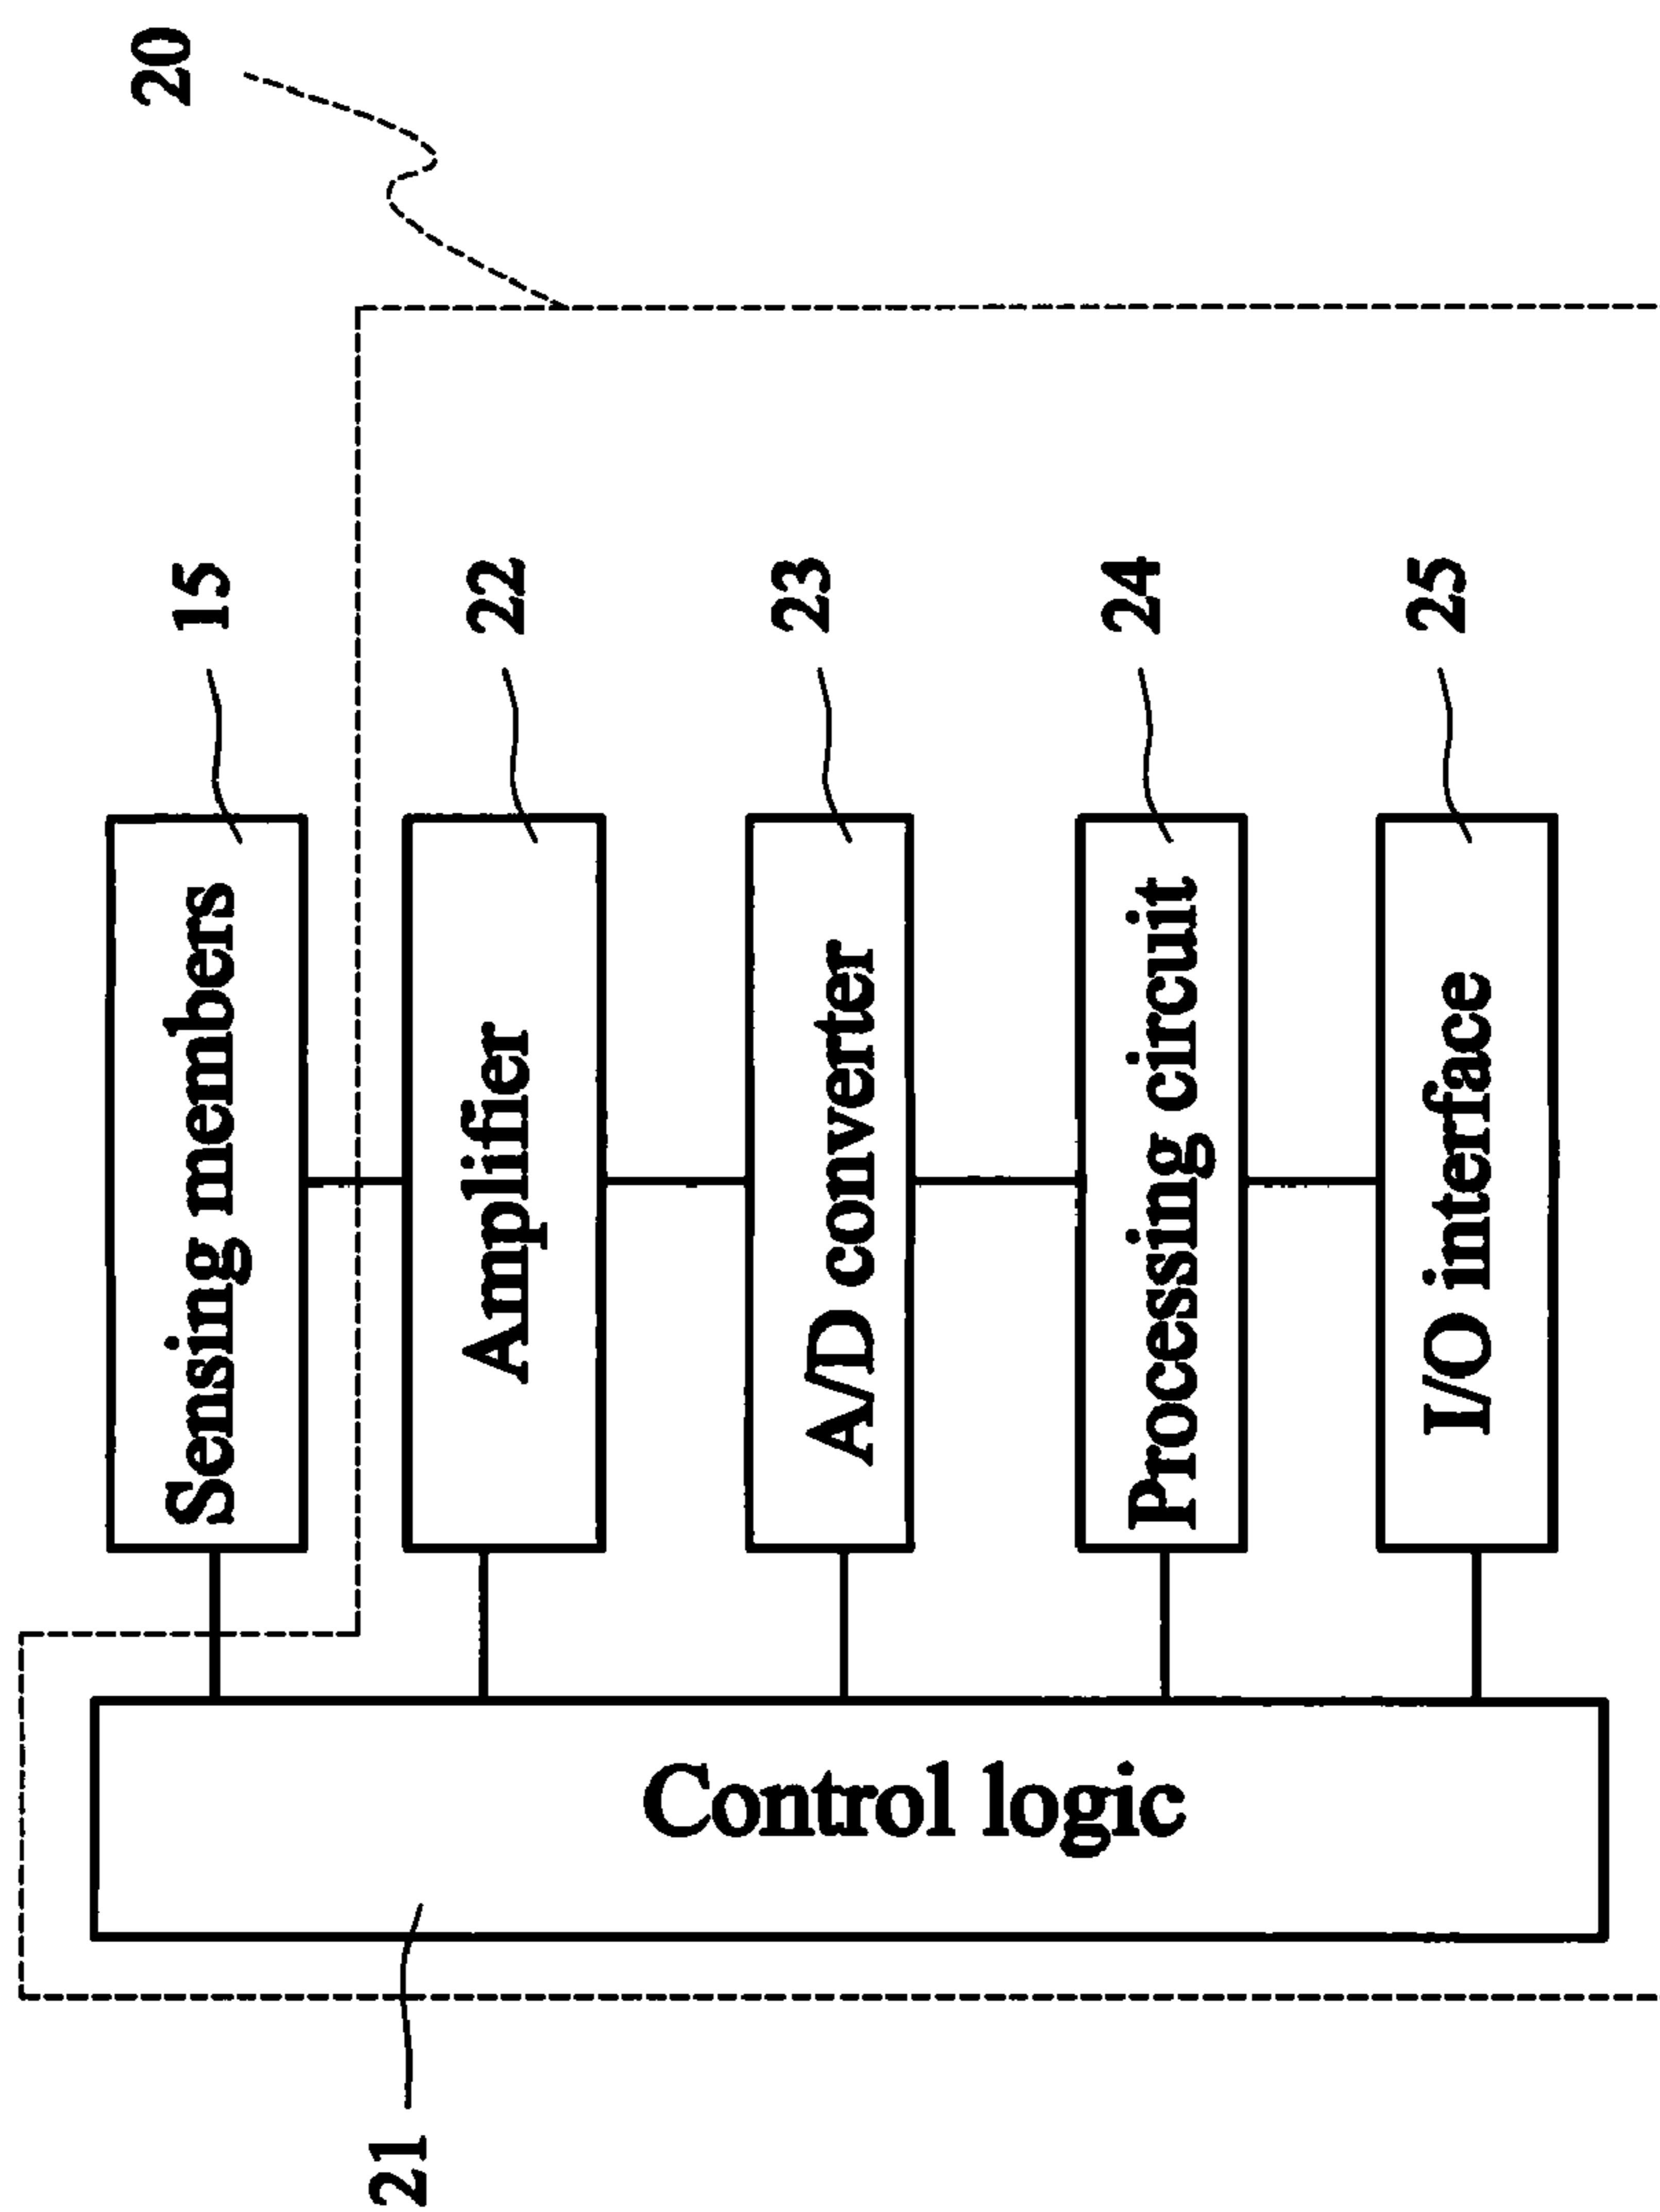 20
15
22
23
24
25
Sensing members
Amplifier
A/D converter
Processing circuit
I/O interface
Control logic
21